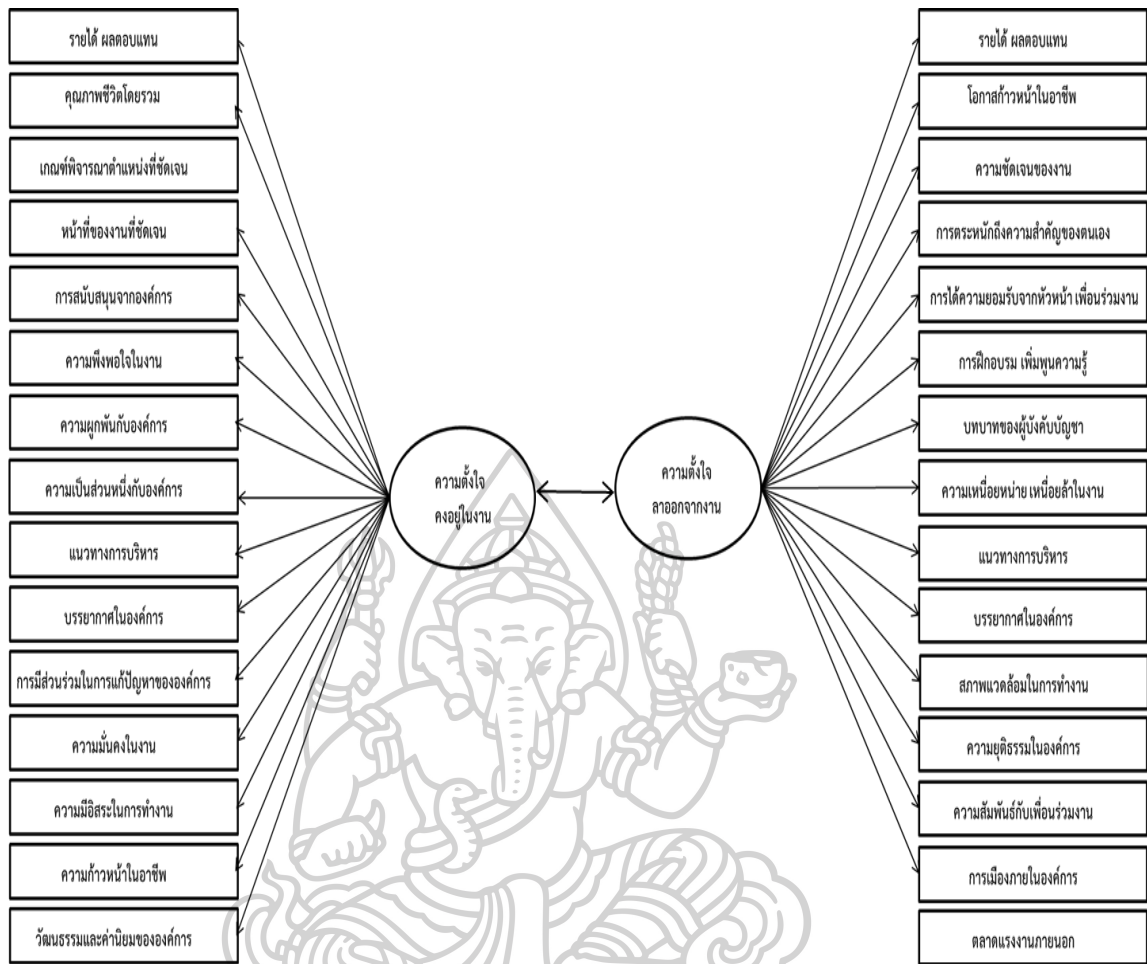 รายได้ ผลตอบแทน
คุณภาพชีวิตโดยรวม
เกณฑ์พิจารณาตำแหน่งที่ชัดเจน
หน้าที่ของงานที่ชัดเจน
การสนับสนุนจากองค์การ
ความพึงพอใจในงาน
ความผูกพันกับองค์การ
ความเป็นส่วนหนึ่งกับองค์การ
แนวทางการบริหาร
บรรยากาศในองค์การ
การมีส่วนร่วมในการแก้ปัญหาขององค์การ
ความมั่นคงในงาน
ความมีอิสระในการทำงาน
ความก้าวหน้าในอาชีพ
วัฒนธรรมและค่านิยมขององค์การ
ความตั้งใจ
คงอยู่ในงาน
ความตั้งใจ
ลาออกจากงาน
รายได้ ผลตอบแทน
โอกาสก้าวหน้าในอาชีพ
ความชัดเจนของงาน
การตระหนักถึงความสำคัญของตนเอง
การได้ความยอมรับจากหัวหน้า เพื่อนร่วมงาน
การฝึกอบรม เพิ่มพูนความรู้
บทบาทของผู้บังคับบัญชา
ความเหนื่อยหน่าย เหนื่อยล้าในงาน
แนวทางการบริหาร
บรรยากาศในองค์การ
สภาพแวดล้อมในการทำงาน
ความยุติธรรมในองค์การ
ความสัมพันธ์กับเพื่อนร่วมงาน
การเมืองภายในองค์การ
ตลาดแรงงานภายนอก